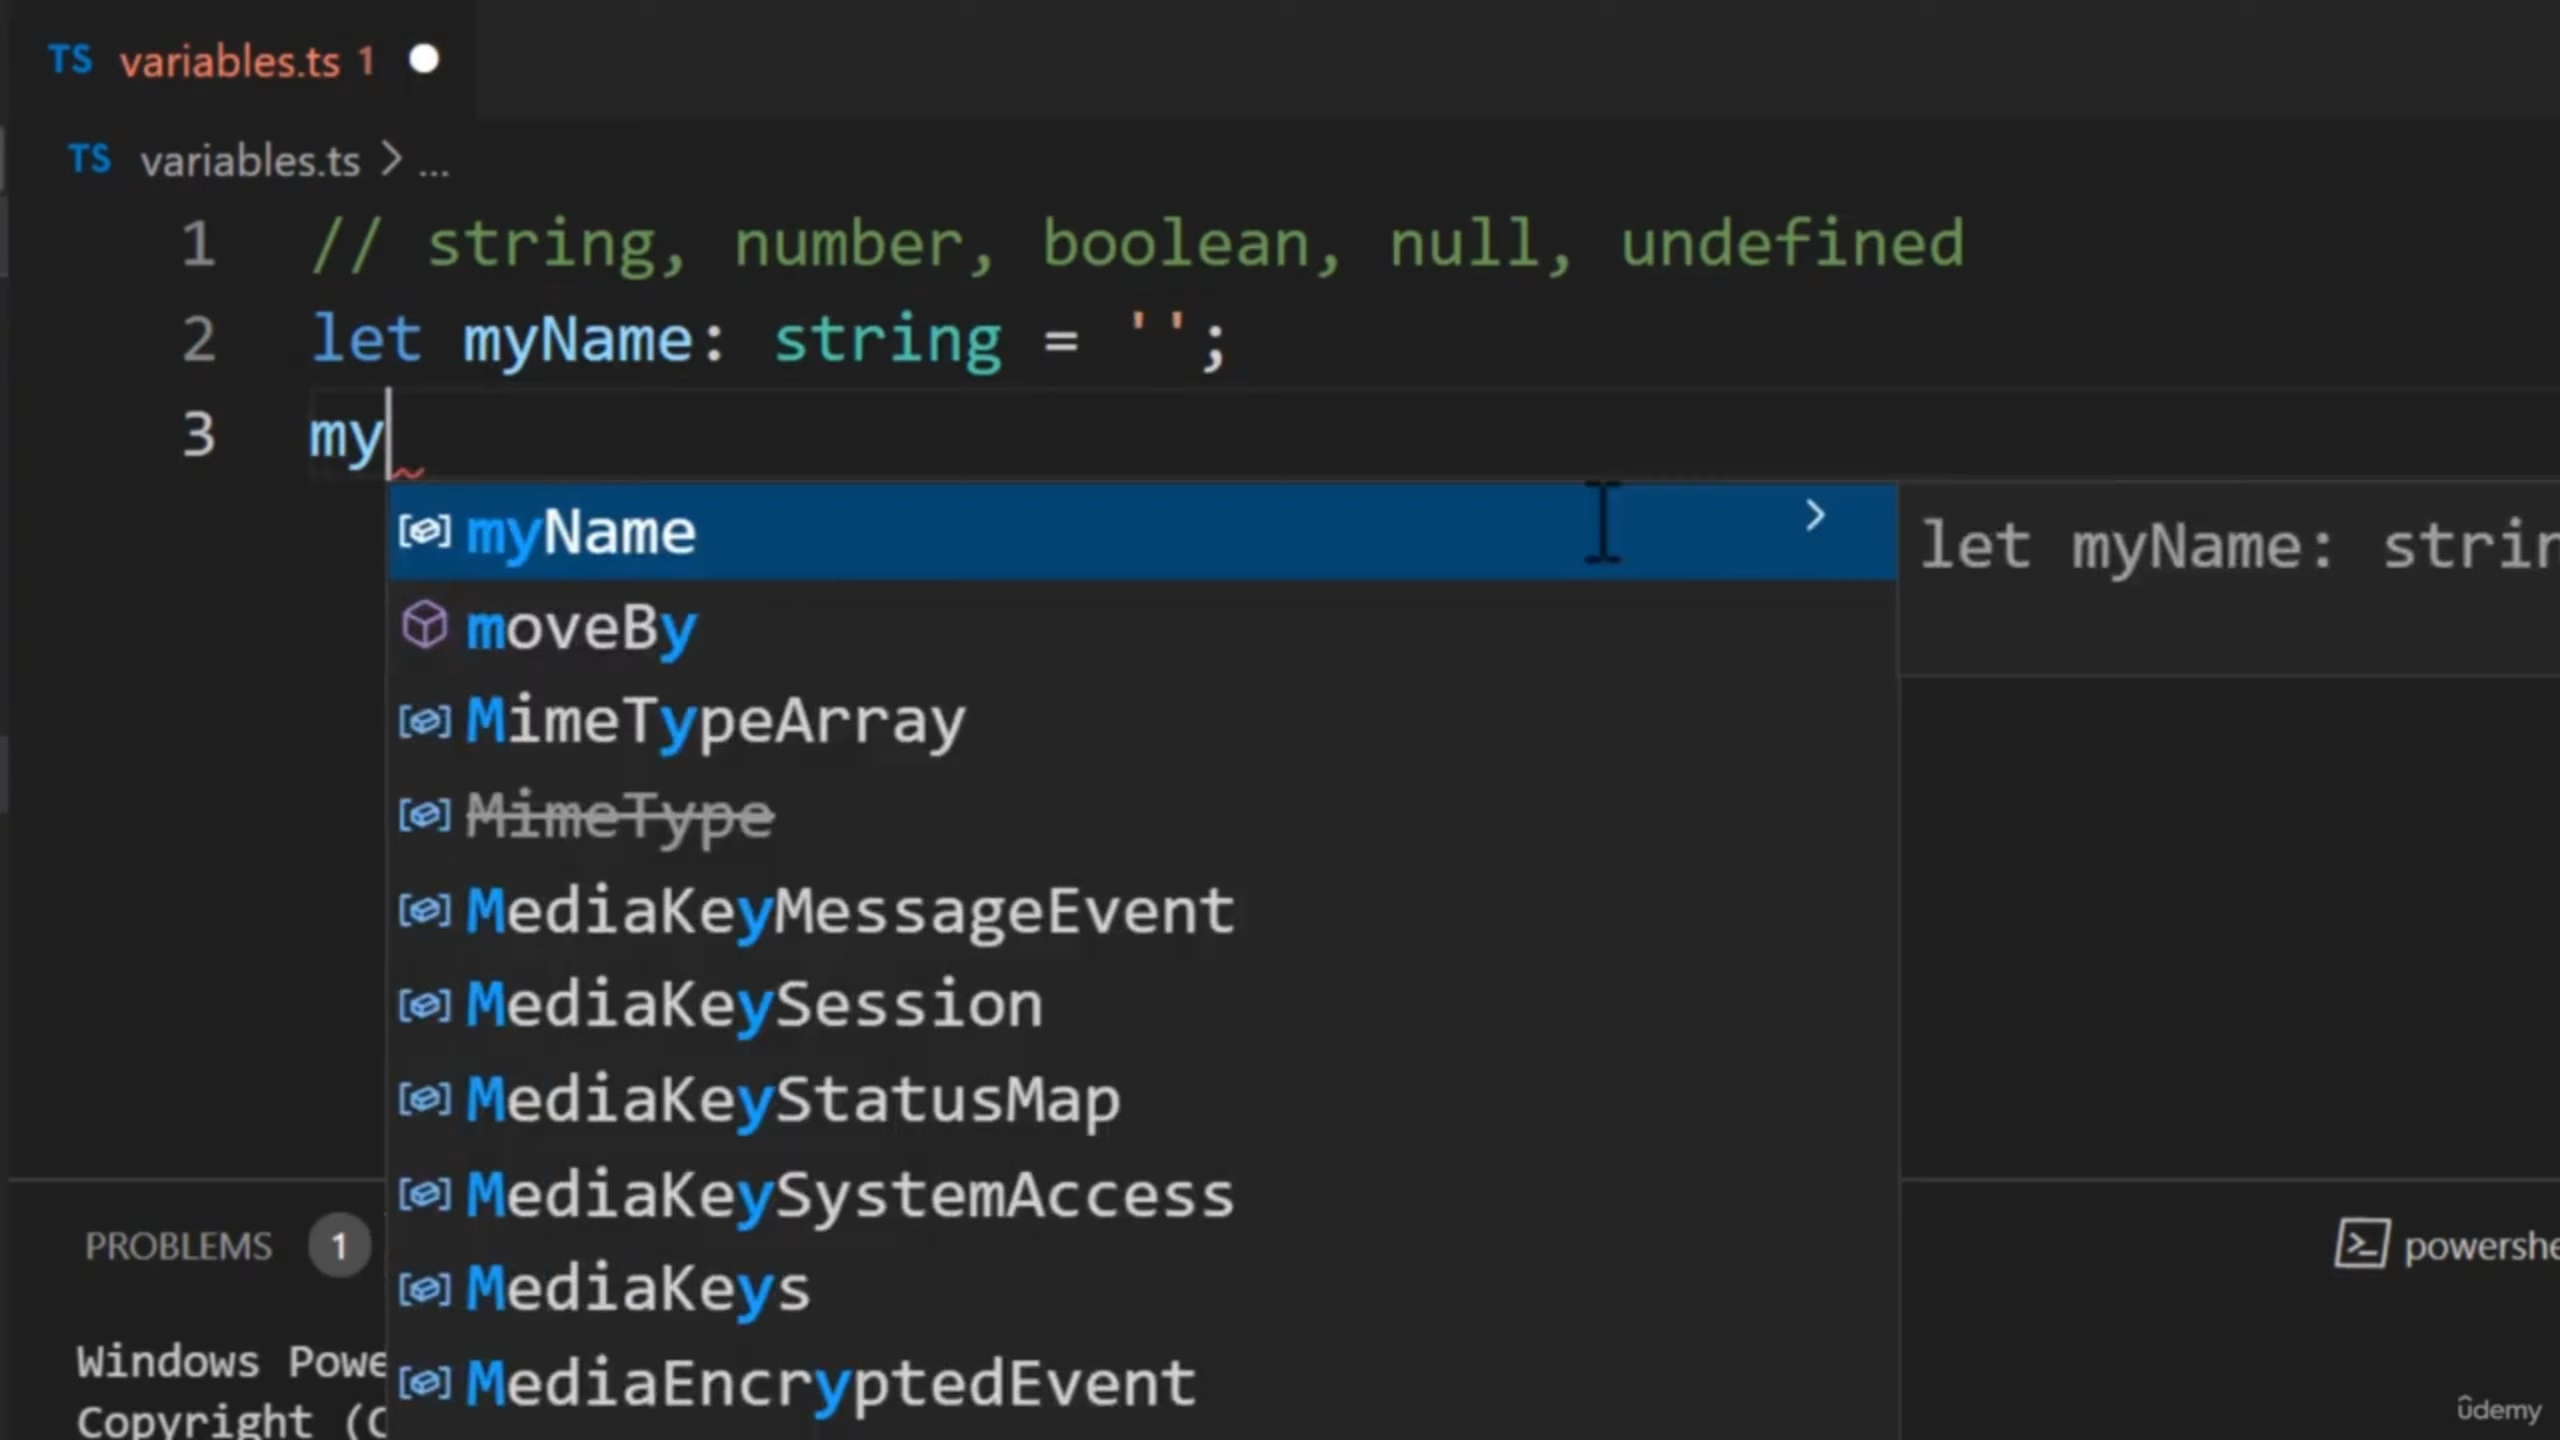 TS variables.ts 1
TS variables.ts > ...
1 // string, number, boolean, null, undefined
2 let myName: string = '';
3 my
myName
let myName: strin
moveBy
MimeTypeArray
MimeType
MediaKeyMessageEvent
MediaKeySession
MediaKeyStatusMap
MediaKeySystemAccess
MediaKeys
MediaEncryptedEvent
PROBLEMS 1
powershe
Windows Powe
Copyright (C
ûdemy